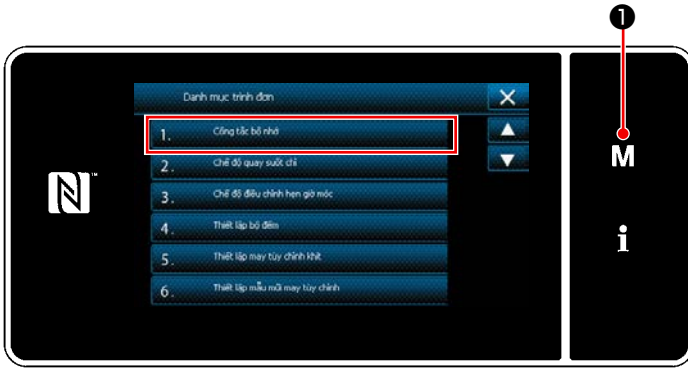 ❶
Danh mục trình đơn
1. Công tắc bộ nhớ
2. Chế độ quay suốt chỉ
3. Chế độ điều chỉnh hẹn giờ móc
4. Thiết lập bộ đếm
5. Thiết lập may tùy chỉnh khít
6. Thiết lập mẫu mũi may tùy chỉnh
M
i